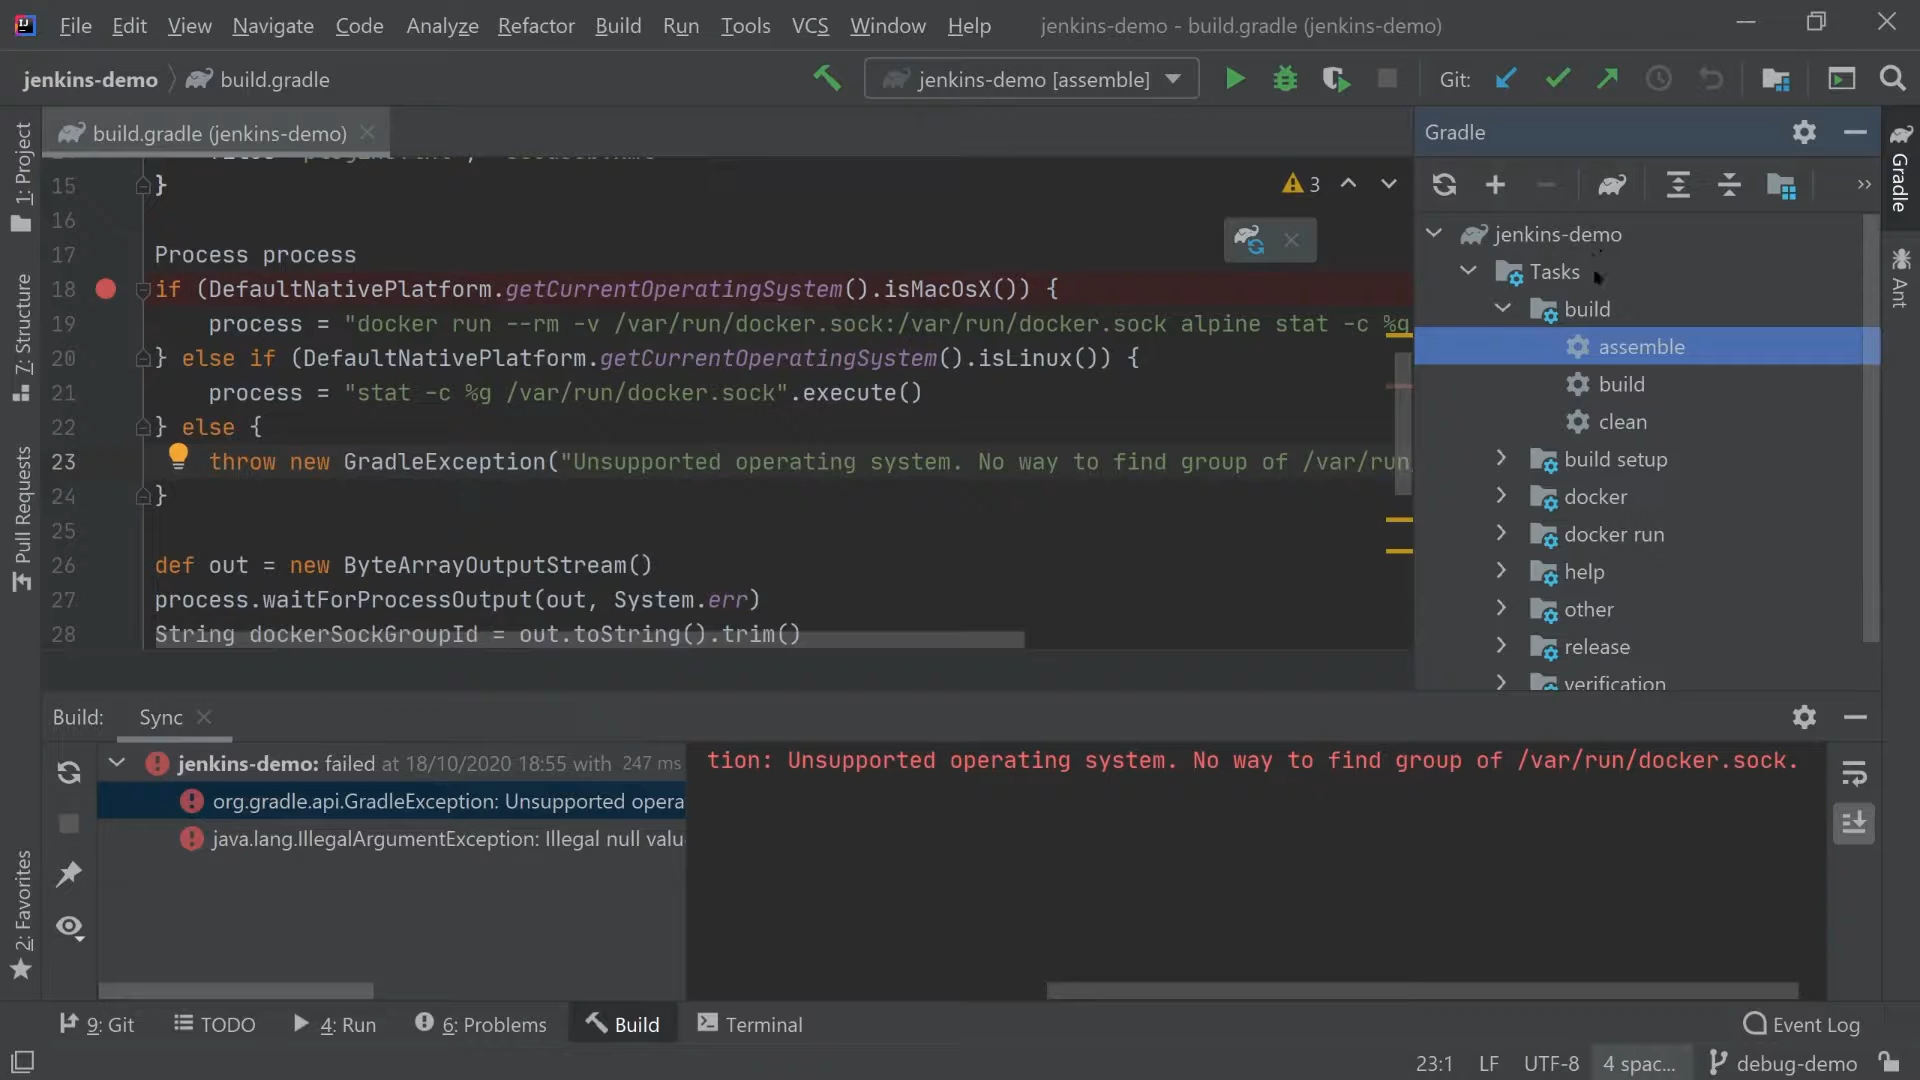 File Edit View Navigate Code Analyze Refactor Build Run Tools VCS Window Help jenkins-demo - build.gradle (jenkins-demo)
jenkins-demo build.gradle jenkins-demo [assemble] Git:
build.gradle (jenkins-demo)
15 }
16
17 Process process
18 if (DefaultNativePlatform.getCurrentOperatingSystem().isMacOsX()) {
19 process = "docker run --rm -v /var/run/docker.sock:/var/run/docker.sock alpine stat -c %g
20 } else if (DefaultNativePlatform.getCurrentOperatingSystem().isLinux()) {
21 process = "stat -c %g /var/run/docker.sock".execute()
22 } else {
23 throw new GradleException("Unsupported operating system. No way to find group of /var/run
24 }
25
26 def out = new ByteArrayOutputStream()
27 process.waitForProcessOutput(out, System.err)
28 String dockerSockGroupId = out.toString().trim()
3
1: Project
7: Structure
Pull Requests
2: Favorites
Gradle
jenkins-demo
Tasks
build
assemble
build
clean
build setup
docker
docker run
help
other
release
verification
Gradle
Ant
Build: Sync
jenkins-demo: failed at 18/10/2020 18:55 with 247 ms
org.gradle.api.GradleException: Unsupported opera
java.lang.IllegalArgumentException: Illegal null valu
tion: Unsupported operating system. No way to find group of /var/run/docker.sock.
9: Git TODO 4: Run 6: Problems Build Terminal Event Log
23:1 LF UTF-8 4 spac... debug-demo